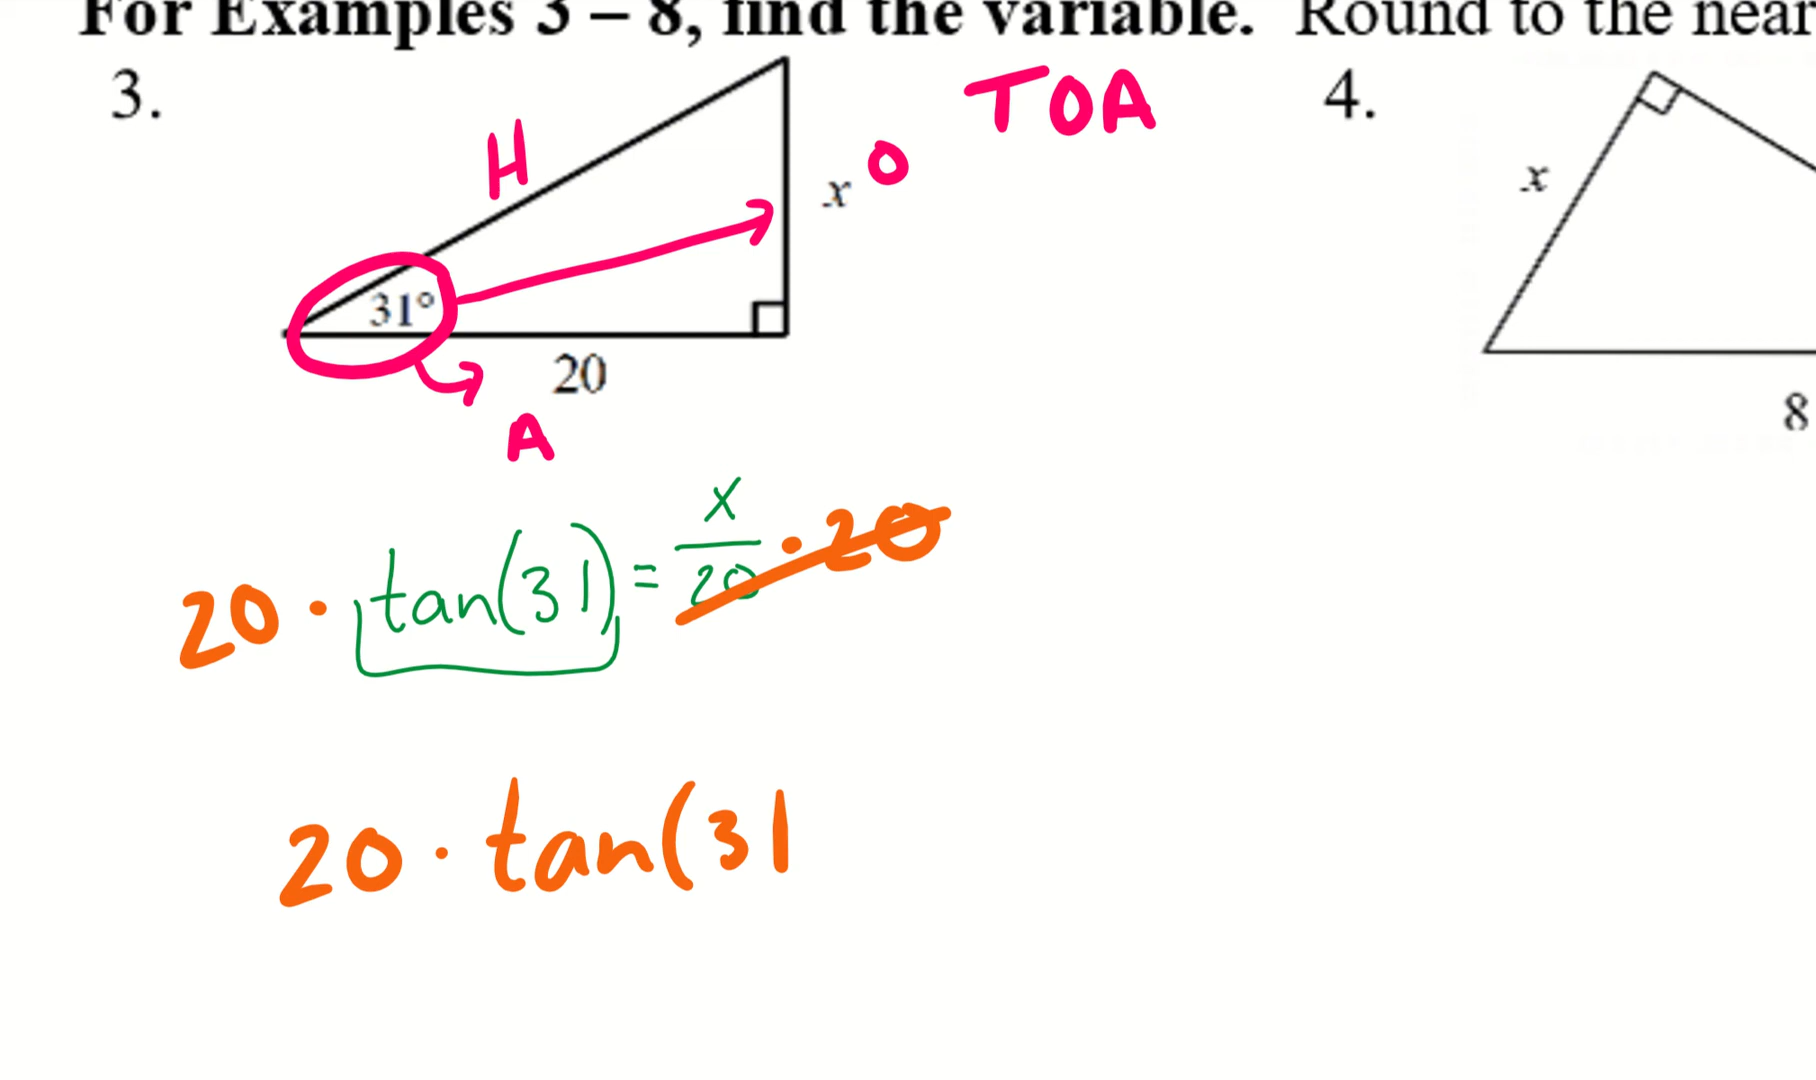 For Examples 3 – 8, find the variable. Round to the near
3.
H
x
O
TOA
31°
20
A
4.
x
8
20 · tan(31) = x/20 · 20
20 · tan(31